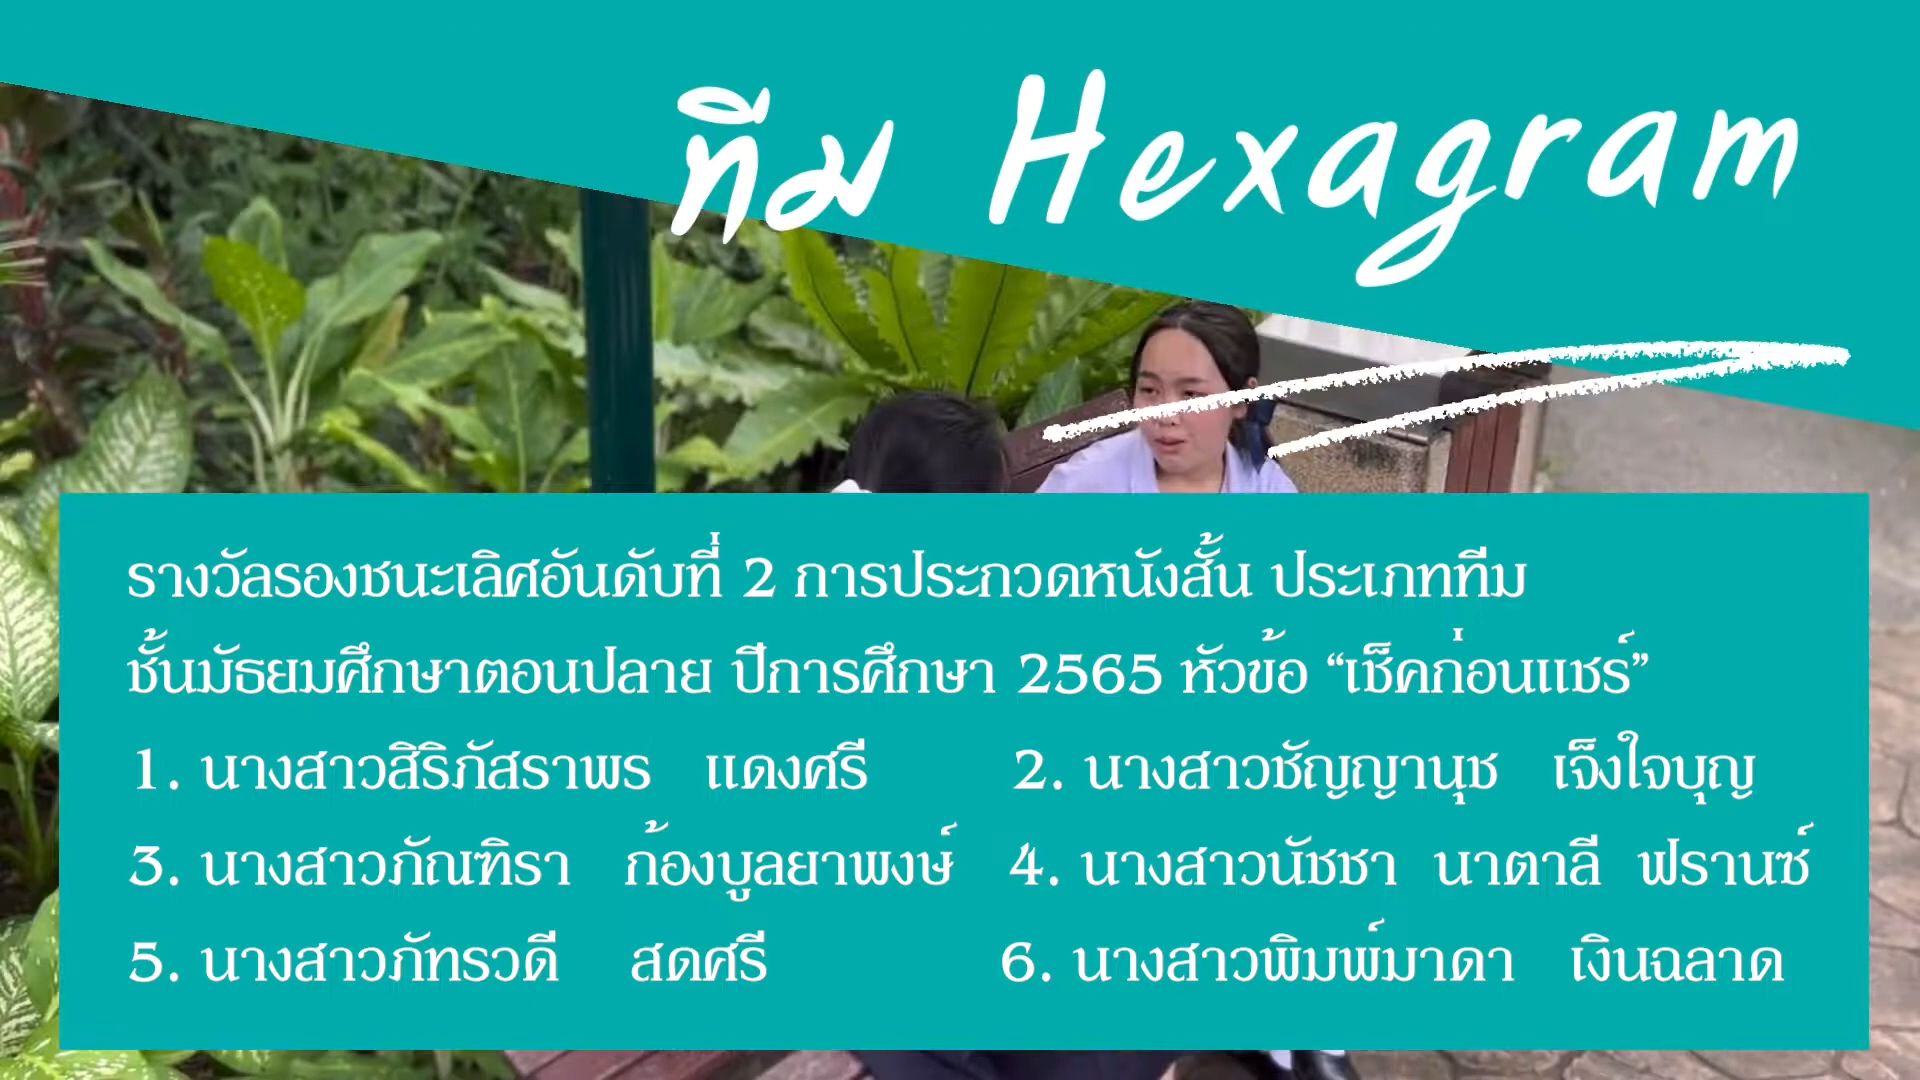 ทีม Hexagram
รางวัลรองชนะเลิศอันดับที่ 2 การประกวดหนังสั้น ประเภททีม
ชั้นมัธยมศึกษาตอนปลาย ปีการศึกษา 2565 หัวข้อ “เช็คก่อนแชร์”
1. นางสาวสิริภัสราพร แดงศรี 2. นางสาวชัญญานุช เจ็งใจบุญ
3. นางสาวภัณฑิรา ก้องบูลยาพงษ์ 4. นางสาวนัชชา นาตาลี ฟรานซ์
5. นางสาวภัทรวดี สดศรี 6. นางสาวพิมพ์มาดา เงินฉลาด